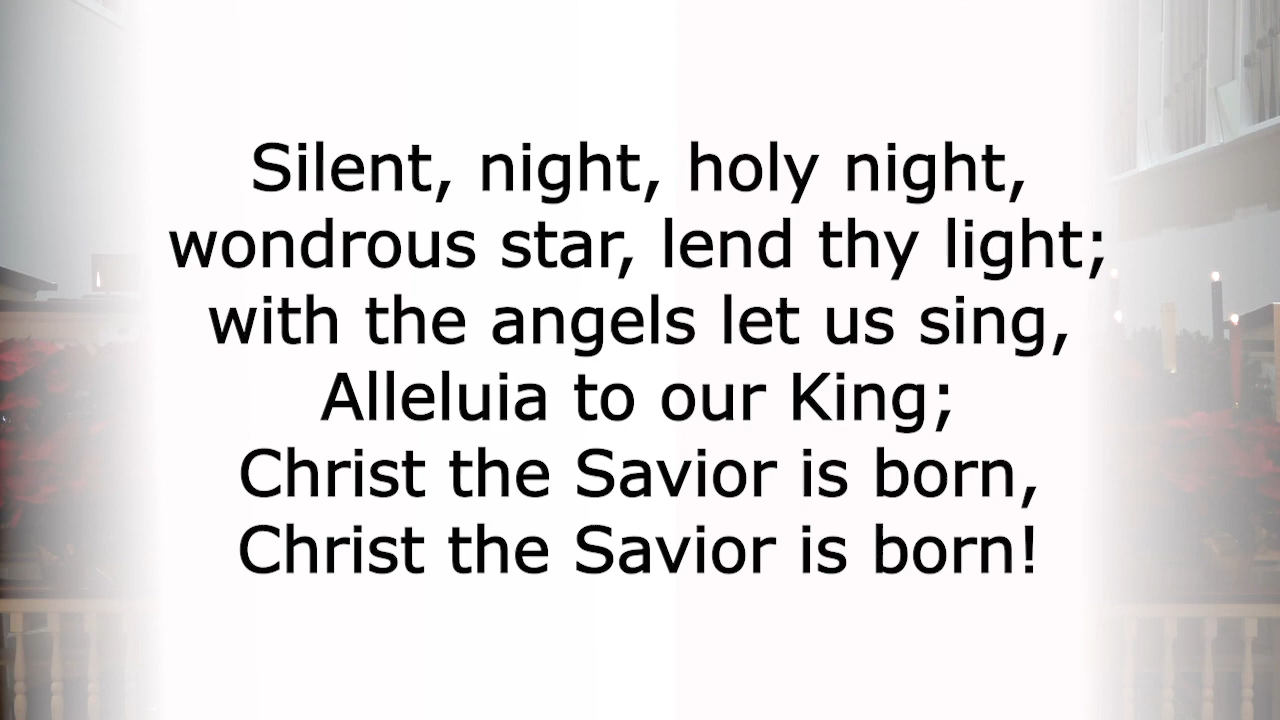 Silent, night, holy night,
wondrous star, lend thy light;
with the angels let us sing,
Alleluia to our King;
Christ the Savior is born,
Christ the Savior is born!